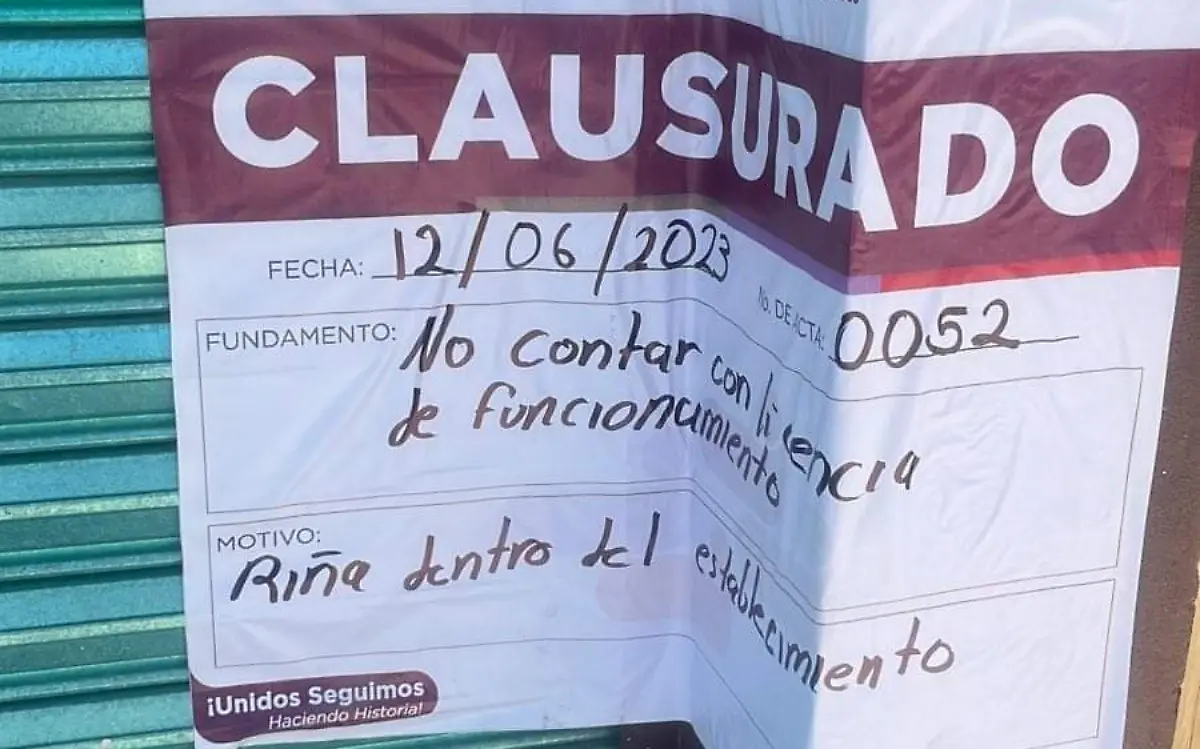 CLAUSURADO
FECHA: 12/06/2023
No. DE ACTA: 0052
FUNDAMENTO: No contar con licencia
de funcionamiento
MOTIVO:
Riña dentro del establecimiento
¡Unidos Seguimos
Haciendo Historia!